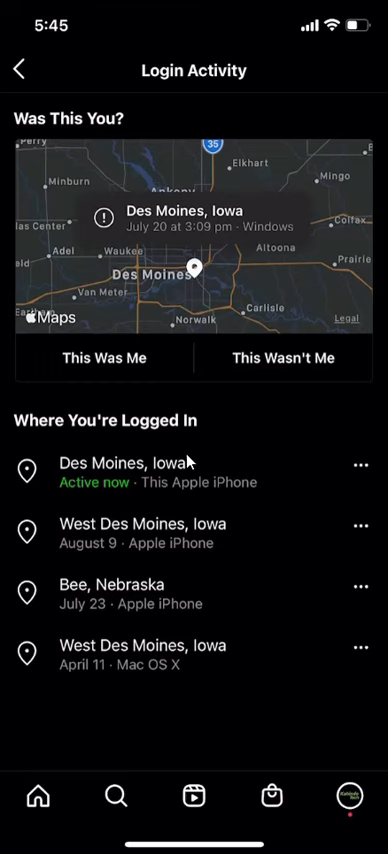 5:45
Login Activity
Was This You?
Perry
35
Elkhart
Minburn
Mingo
Ankeny
Des Moines, Iowa
July 20 at 3:09 pm · Windows
las Center
Colfax
Adel
Waukee
Altoona
Prairie
Des Moines
Van Meter
Carlisle
Maps
Norwalk
Legal
This Was Me
This Wasn't Me
Where You're Logged In
Des Moines, Iowa
Active now · This Apple iPhone
West Des Moines, Iowa
August 9 · Apple iPhone
Bee, Nebraska
July 23 · Apple iPhone
West Des Moines, Iowa
April 11 · Mac OS X